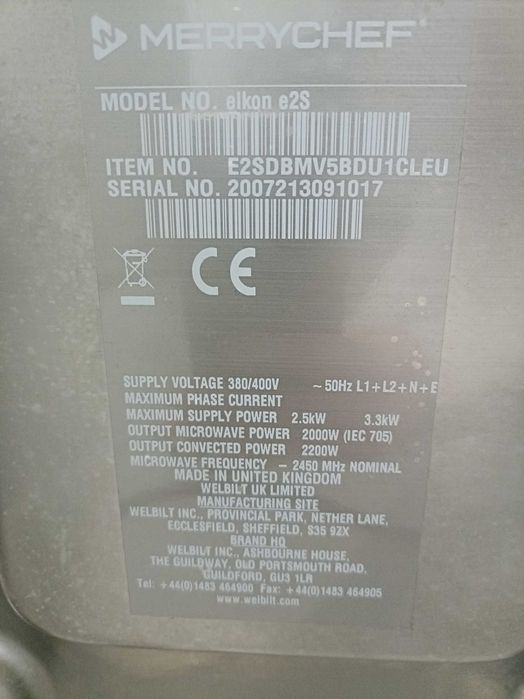 MERRYCHEF
MODEL NO. eikon e2S
ITEM NO. E2SDBMV5BDU1CLEU
SERIAL NO. 2007213091017
CE
SUPPLY VOLTAGE 380/400V ~ 50Hz L1+L2+N+E
MAXIMUM PHASE CURRENT
MAXIMUM SUPPLY POWER 2.5kW 3.3kW
OUTPUT MICROWAVE POWER 2000W (IEC 705)
OUTPUT CONVECTED POWER 2200W
MICROWAVE FREQUENCY – 2450 MHz NOMINAL
MADE IN UNITED KINGDOM
WELBILT UK LIMITED
MANUFACTURING SITE
WELBILT INC., PROVINCIAL PARK, NETHER LANE,
ECCLESFIELD, SHEFFIELD, S35 9ZX
BRAND HQ
WELBILT INC., ASHBOURNE HOUSE,
THE GUILDWAY, OLD PORTSMOUTH ROAD,
GUILDFORD, GU3 1LR
Tel: +44(0)1483 464900 Fax: +44(0)1483 464905
www.welbilt.com